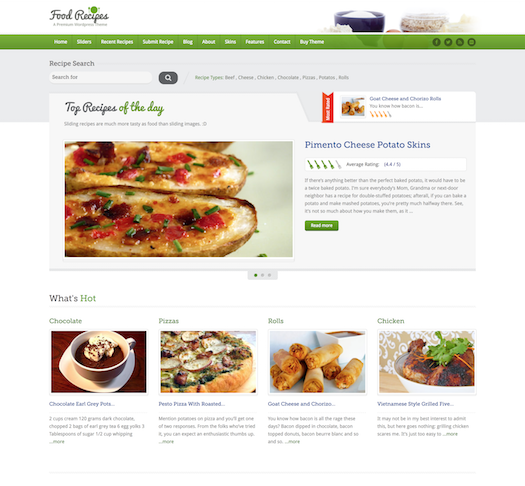 Food Recipes
A Premium Wordpress Theme
Home Sliders Recent Recipes Submit Recipe Blog About Skins Features Contact Buy Theme
Recipe Search
Search for
Recipe Types: Beef , Cheese , Chicken , Chocolate , Pizzas , Potatos , Rolls
Top Recipes of the day
Sliding recipes are much more tasty as food than sliding images. :D
Most Rated
Goat Cheese and Chorizo Rolls
You know how bacon is...
Pimento Cheese Potato Skins
Average Rating: (4.4 / 5)
If there's anything better than the perfect baked potato, it would have to be
a twice baked potato. I'm sure everybody's Mom, Grandma or next-door
neighbor has a recipe for double-stuffed potatoes; afterall, if you can bake a
potato and make mashed potatoes, you're pretty much halfway there. See,
it's not so much about how you make them, as it ...
Read more
What's Hot
Chocolate
Chocolate Earl Grey Pots...
2 cups cream 120 grams dark chocolate,
chopped 2 bags of earl grey tea 6 egg yolks 3
Tablespoons of sugar 1/2 cup whipping
...more
Pizzas
Pesto Pizza With Roasted...
Mention potatoes on pizza and you'll get one
of two responses. From the folks who've tried
it, you can expect an enthusiastic thumbs up.
...more
Rolls
Goat Cheese and Chorizo...
You know how bacon is all the rage these
days? Bacon dipped in chocolate, bacon
topped donuts, bacon beurre blanc and so
and so. ...more
Chicken
Vietnamese Style Grilled Five...
It may not be in my best interest to admit
this, but here goes nothing: grilling chicken
scares me. It's just too easy to ...more